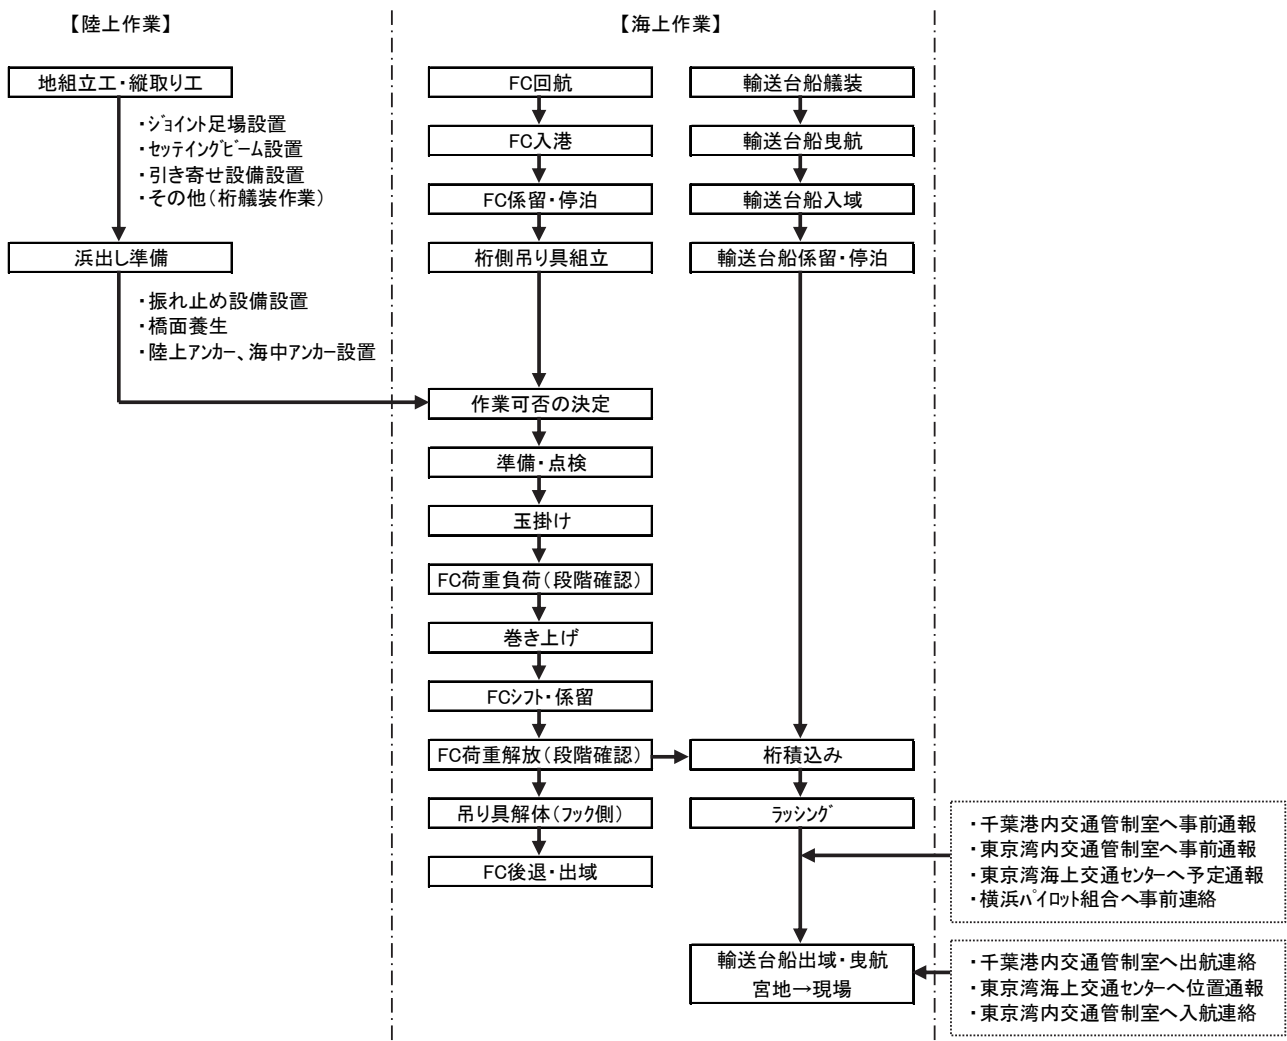 【陸上作業】
【海上作業】
地組立工・縦取り工
・ｼﾞｮｲﾝﾄ足場設置
・ｾｯﾃｲﾝｸﾞﾋﾞｰﾑ設置
・引き寄せ設備設置
・その他（桁艤装作業）
浜出し準備
・振れ止め設備設置
・橋面養生
・陸上ｱﾝｶｰ、海中ｱﾝｶｰ設置
FC回航
FC入港
FC係留・停泊
桁側吊り具組立
作業可否の決定
準備・点検
玉掛け
FC荷重負荷（段階確認）
巻き上げ
FCｼﾌﾄ・係留
FC荷重解放（段階確認）
吊り具解体（フック側）
FC後退・出域
輸送台船艤装
輸送台船曳航
輸送台船入域
輸送台船係留・停泊
桁積込み
ﾗｯｼﾝｸﾞ
輸送台船出域・曳航
宮地→現場
・千葉港内交通管制室へ事前通報
・東京湾内交通管制室へ事前通報
・東京湾海上交通ｾﾝﾀｰへ予定通報
・横浜ﾊﾟｲﾛｯﾄ組合へ事前連絡
・千葉港内交通管制室へ出航連絡
・東京湾海上交通ｾﾝﾀｰへ位置通報
・東京湾内交通管制室へ入航連絡